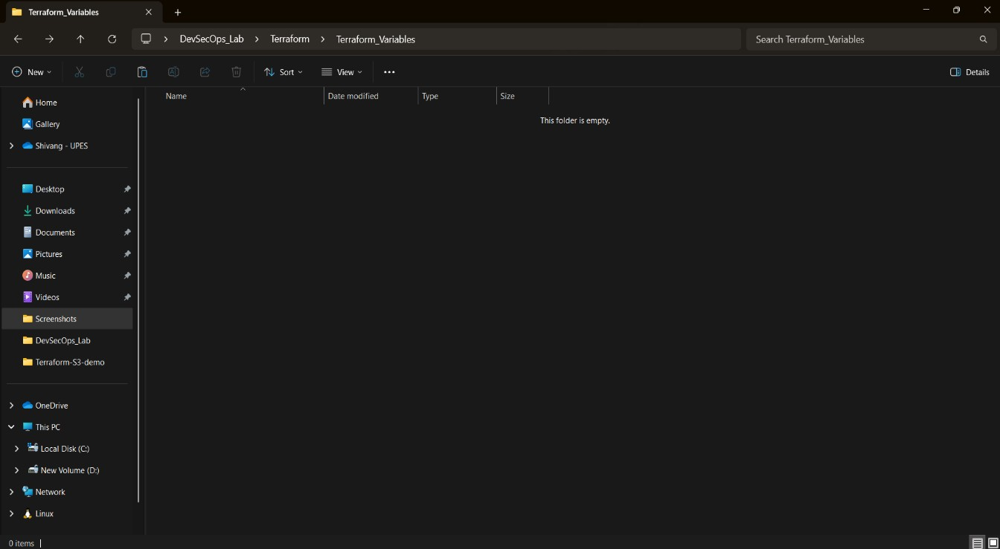 Terraform_Variables
DevSecOps_Lab > Terraform > Terraform_Variables
Search Terraform_Variables
New
Sort
View
Details
Name
Date modified
Type
Size
This folder is empty.
Home
Gallery
Shivang - UPES
Desktop
Downloads
Documents
Pictures
Music
Videos
Screenshots
DevSecOps_Lab
Terraform-S3-demo
OneDrive
This PC
Local Disk (C:)
New Volume (D:)
Network
Linux
0 items